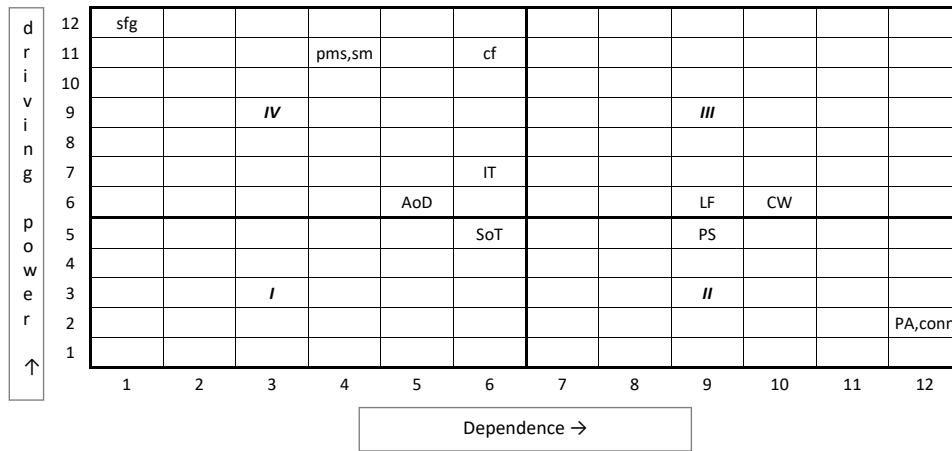 driving power →
12 sfg
11 pms,sm cf
10
9 IV III
8
7 IT
6 AoD LF CW
5 SoT PS
4
3 I II
2 PA,conn
1
1 2 3 4 5 6 7 8 9 10 11 12
Dependence →